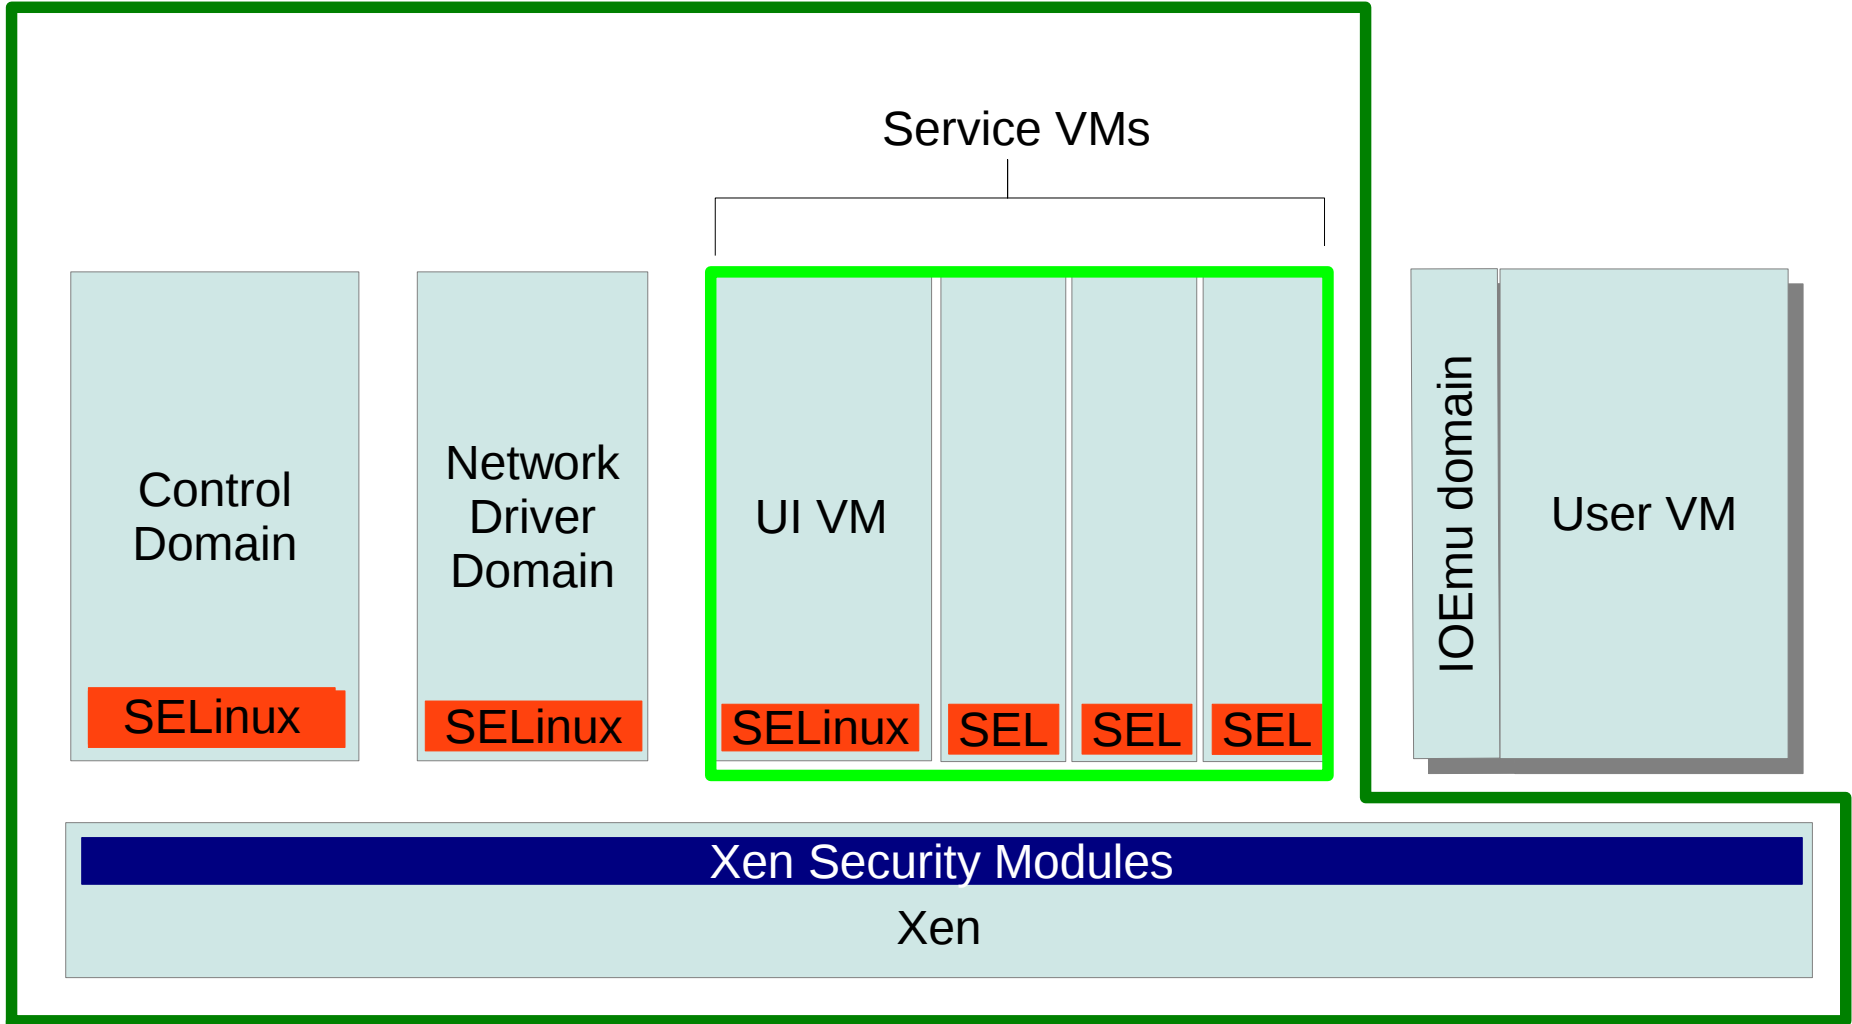 Service VMs
Control
Domain
SELinux
Network
Driver
Domain
SELinux
UI VM
SELinux
SEL
SEL
SEL
IOEmu domain
User VM
Xen Security Modules
Xen